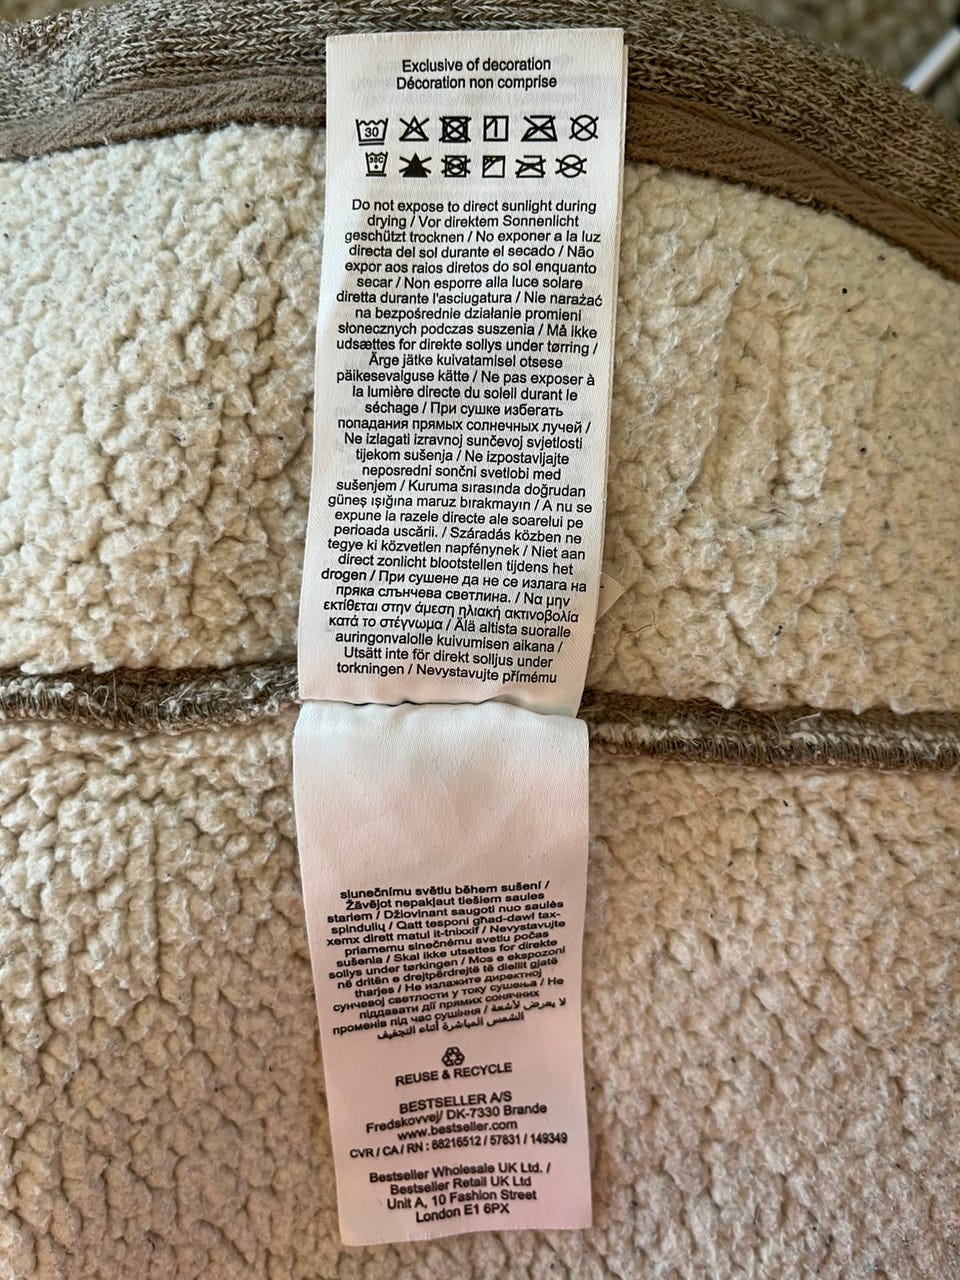 Exclusive of decoration
Décoration non comprise
30
30C
Do not expose to direct sunlight during
drying / Vor direktem Sonnenlicht
geschützt trocknen / No exponer a la luz
directa del sol durante el secado / Não
expor aos raios diretos do sol enquanto
secar / Non esporre alla luce solare
diretta durante l'asciugatura / Nie narażać
na bezpośrednie działanie promieni
słonecznych podczas suszenia / Må ikke
udsættes for direkte sollys under tørring /
Ärge jätke kuivatamisel otsese
päikesevalguse kätte / Ne pas exposer à
la lumière directe du soleil durant le
séchage / При сушке избегать
попадания прямых солнечных лучей /
Ne izlagati izravnoj sunčevoj svjetlosti
tijekom sušenja / Ne izpostavljajte
neposredni sončni svetlobi med
sušenjem / Kuruma sırasında doğrudan
güneş ışığına maruz bırakmayın / A nu se
expune la razele directe ale soarelui pe
perioada uscării. / Száradás közben ne
tegye ki közvetlen napfénynek / Niet aan
direct zonlicht blootstellen tijdens het
drogen / При сушене да не се излага на
пряка слънчева светлина. / Να μην
εκτίθεται στην άμεση ηλιακή ακτινοβολία
κατά το στέγνωμα / Älä altista suoralle
auringonvalolle kuivumisen aikana /
Utsätt inte för direkt solljus under
torkningen / Nevystavujte přímému
slunečnímu světlu během sušení /
Žāvējot nepakļaut tiešiem saules
stariem / Džiovinant saugoti nuo saulės
spindulių / Qatt tesponi għad-dawl tax-
xemx dirett matul it-tnixxif / Nevystavujte
priamemu slnečnému svetlu počas
sušenia / Skal ikke utsettes for direkte
sollys under tørkingen / Mos e ekspozoni
në dritën e drejtpërdrejtë të diellit gjatë
tharjes / Не излажите директној
сунчевој светлости у току сушења / Не
піддавати дії прямих сонячних
променів під час сушіння / لا يعرض لأشعة
الشمس المباشرة أثناء التجفيف
REUSE & RECYCLE
BESTSELLER A/S
Fredskovvej/ DK-7330 Brande
www.bestseller.com
CVR / CA / RN : 88216512 / 57831 / 149349
Bestseller Wholesale UK Ltd. /
Bestseller Retail UK Ltd
Unit A, 10 Fashion Street
London E1 6PX